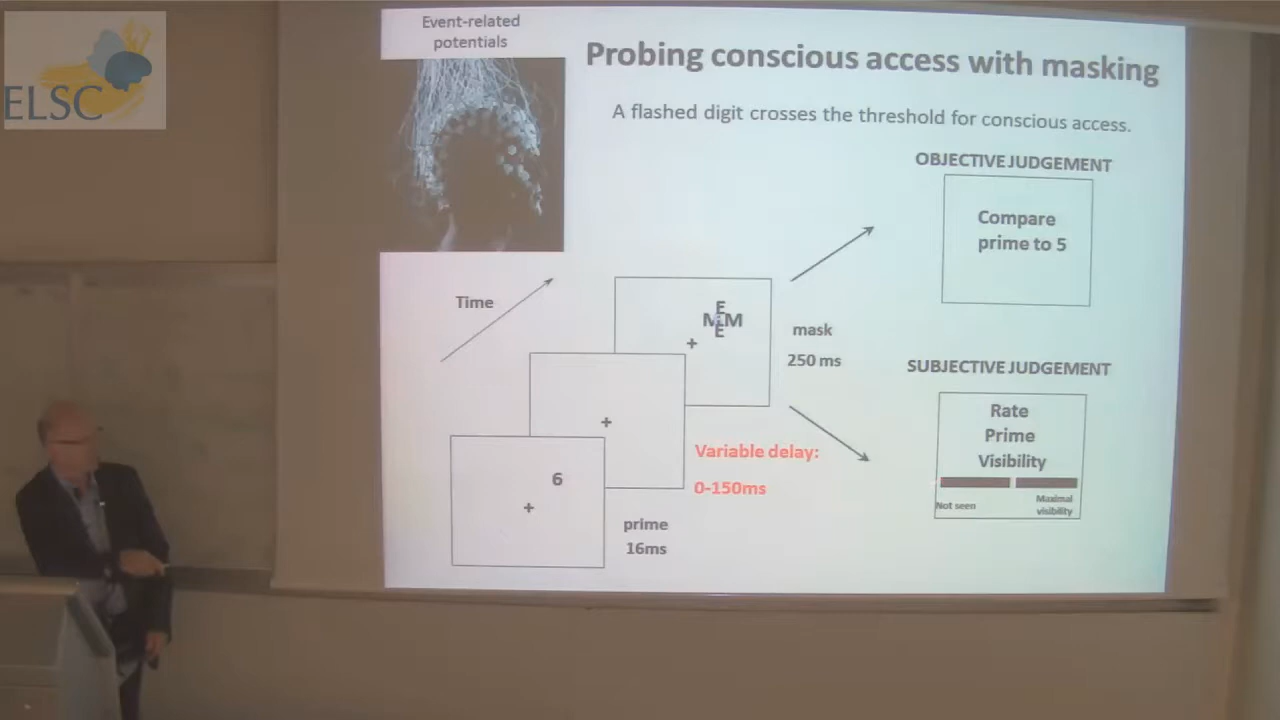 ELSC
Event-related
potentials
Probing conscious access with masking
A flashed digit crosses the threshold for conscious access.
OBJECTIVE JUDGEMENT
Compare
prime to 5
Time
E
M M
E
+
mask
250 ms
+
Variable delay:
0-150ms
6
+
prime
16ms
SUBJECTIVE JUDGEMENT
Rate
Prime
Visibility
Not seen
Maximal
visibility